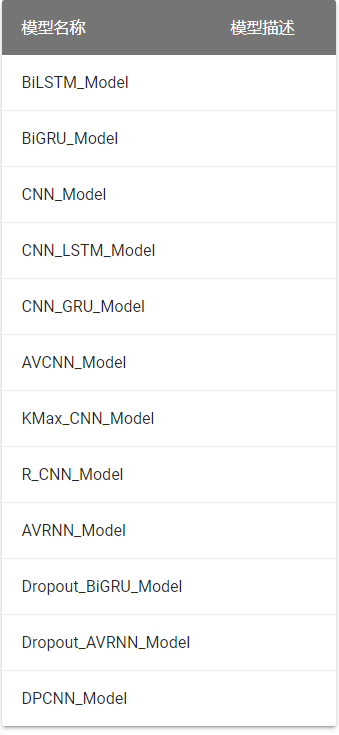 模型名称 模型描述
BiLSTM_Model
BiGRU_Model
CNN_Model
CNN_LSTM_Model
CNN_GRU_Model
AVCNN_Model
KMax_CNN_Model
R_CNN_Model
AVRNN_Model
Dropout_BiGRU_Model
Dropout_AVRNN_Model
DPCNN_Model